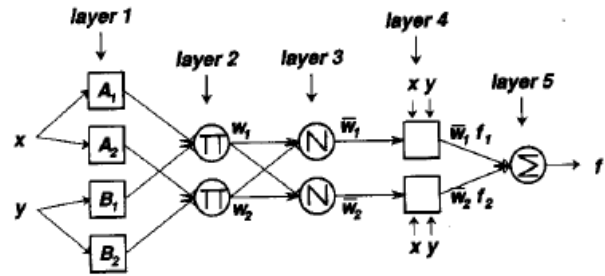 layer 1
layer 4
layer 2 layer 3
layer 5
x y
A₁
w₁ w̅₁
w̅₁ f₁
x A₂ Π N
Σ f
y B₁ Π N
w₂ w̅₂
w̅₂ f₂
B₂
x y